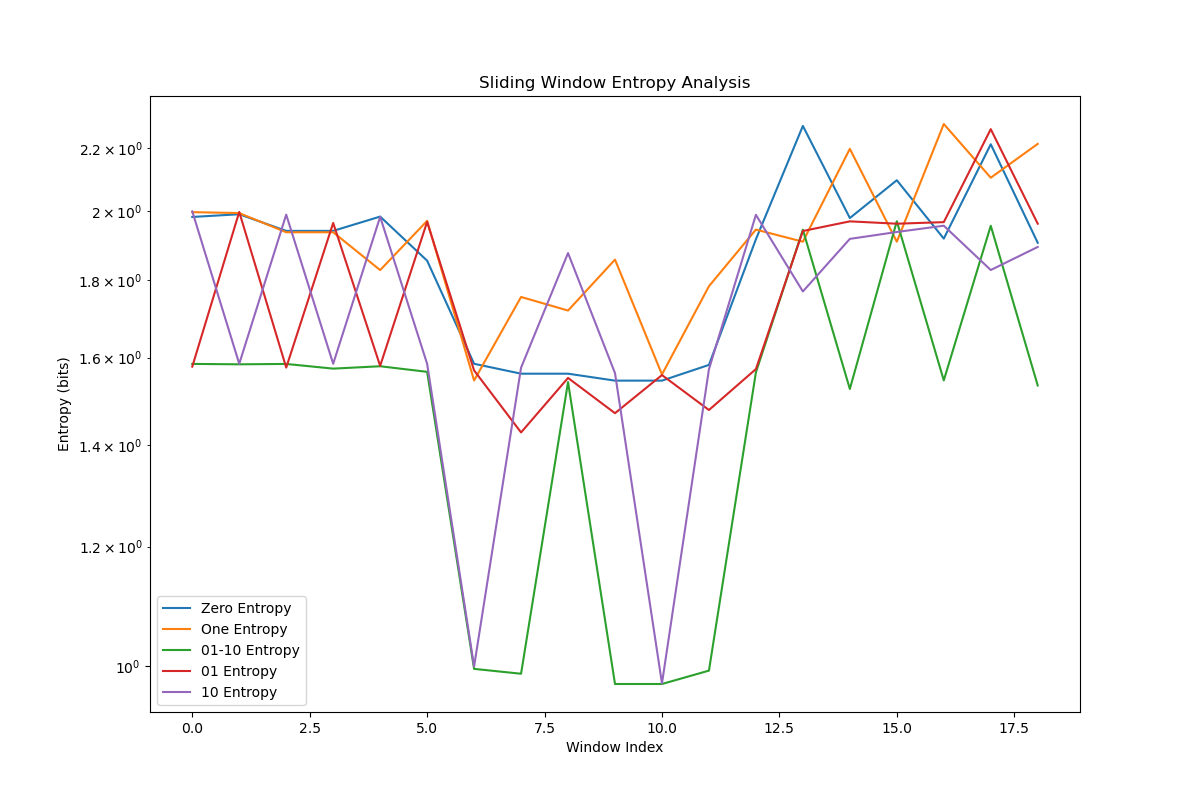 Sliding Window Entropy Analysis
Entropy (bits)
2.2 × 10⁰
2 × 10⁰
1.8 × 10⁰
1.6 × 10⁰
1.4 × 10⁰
1.2 × 10⁰
10⁰
Zero Entropy
One Entropy
01-10 Entropy
01 Entropy
10 Entropy
0.0 2.5 5.0 7.5 10.0 12.5 15.0 17.5
Window Index